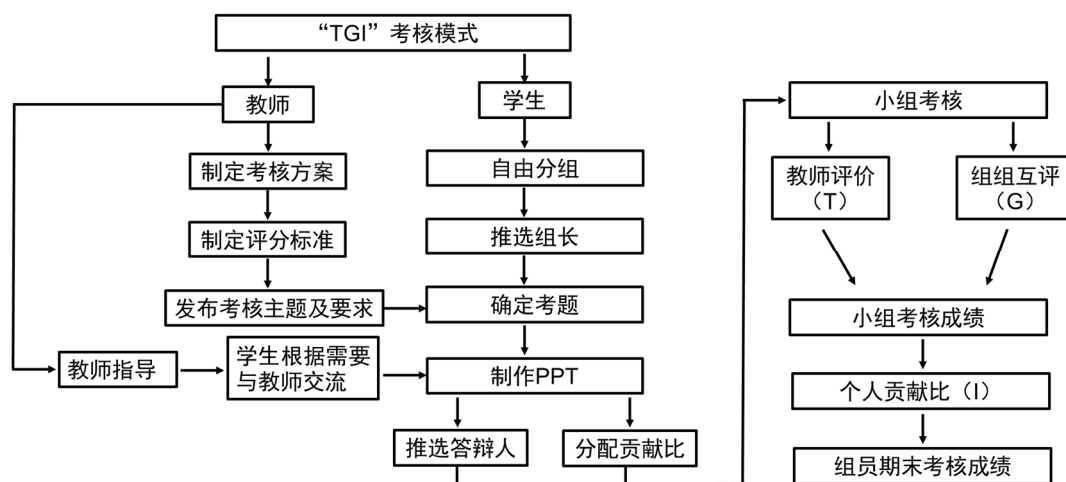 “TGI”考核模式
教师
学生
制定考核方案
自由分组
制定评分标准
推选组长
发布考核主题及要求
确定考题
教师指导
学生根据需要
与教师交流
制作PPT
推选答辩人
分配贡献比
小组考核
教师评价
（T）
组组互评
（G）
小组考核成绩
个人贡献比（I）
组员期末考核成绩